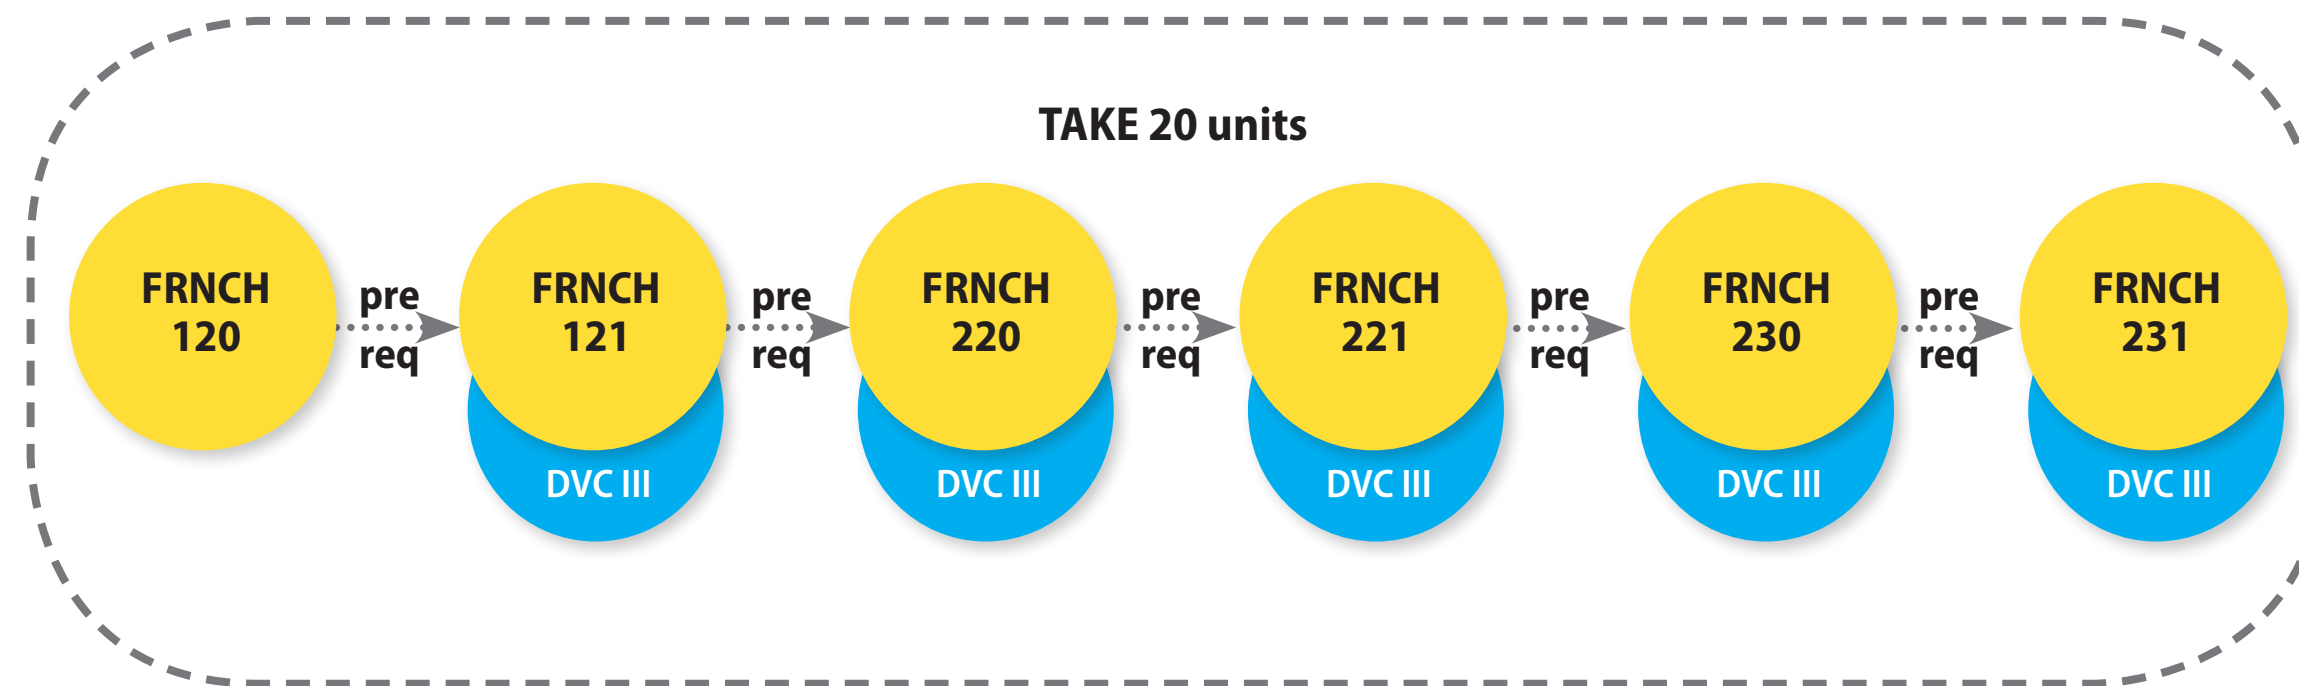 TAKE 20 units
FRNCH
120
pre
req
FRNCH
121
DVC III
pre
req
FRNCH
220
DVC III
pre
req
FRNCH
221
DVC III
pre
req
FRNCH
230
DVC III
pre
req
FRNCH
231
DVC III